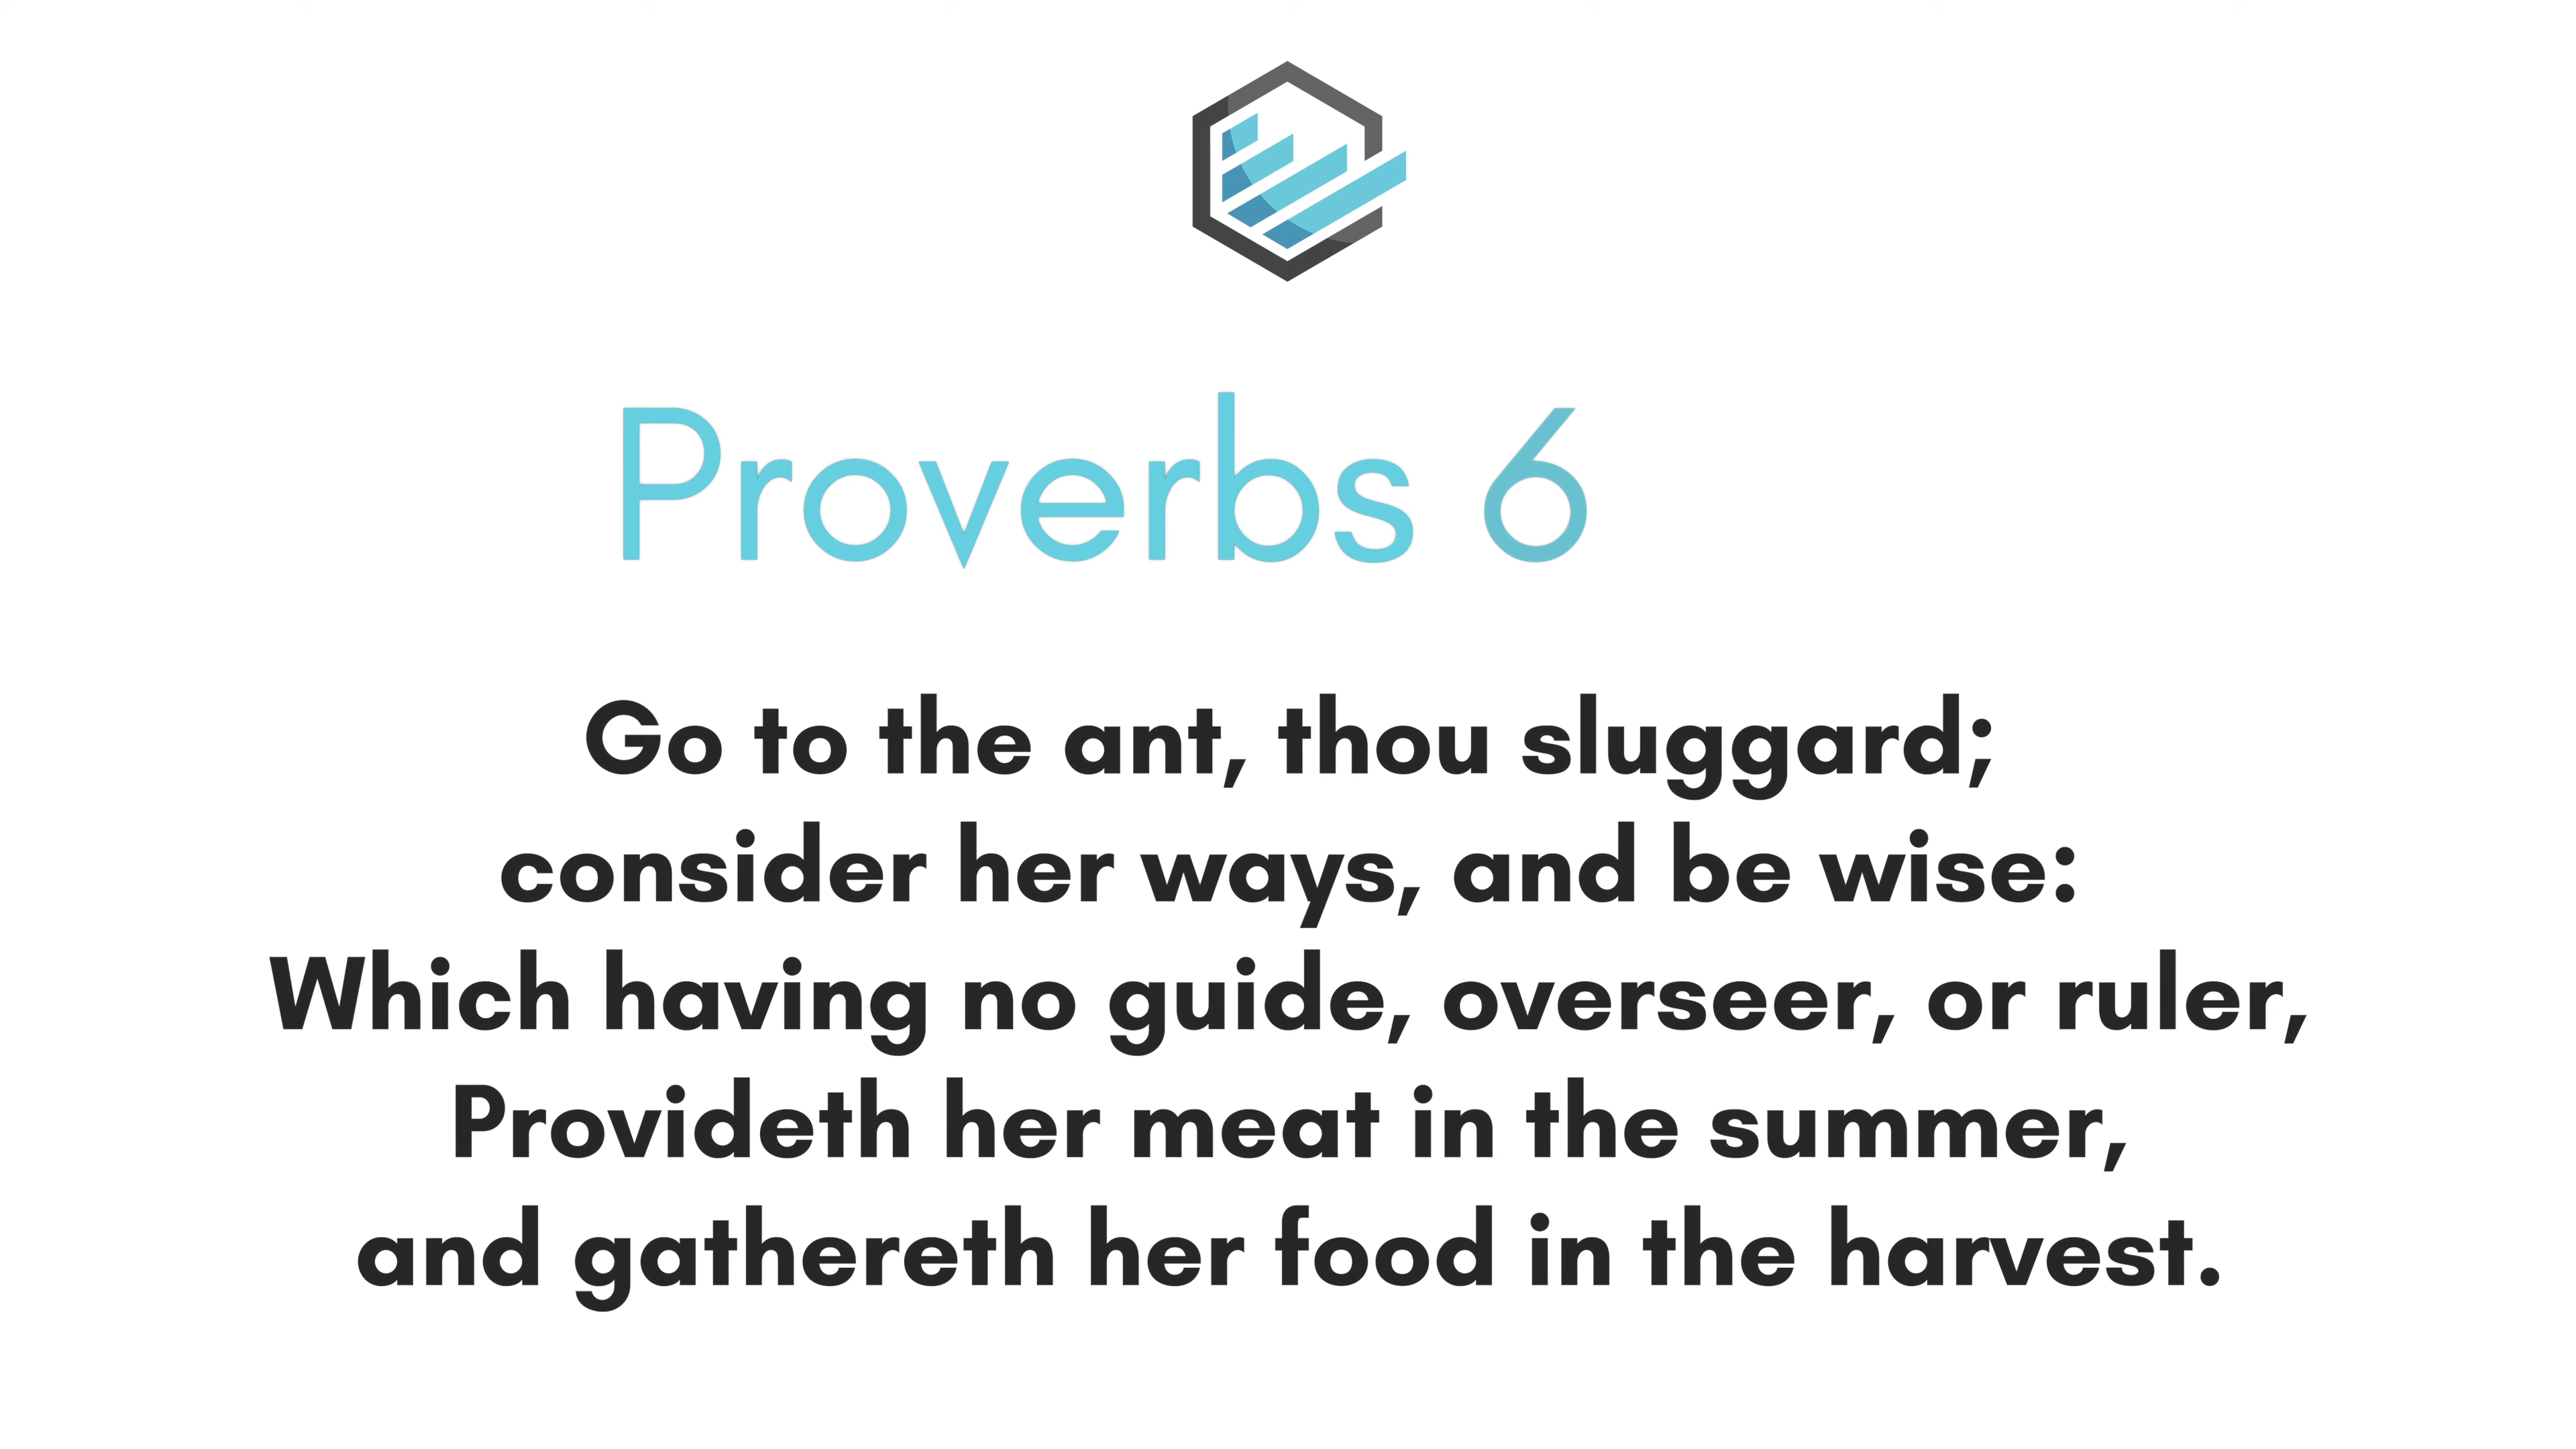 Proverbs 6
Go to the ant, thou sluggard;
consider her ways, and be wise:
Which having no guide, overseer, or ruler,
Provideth her meat in the summer,
and gathereth her food in the harvest.